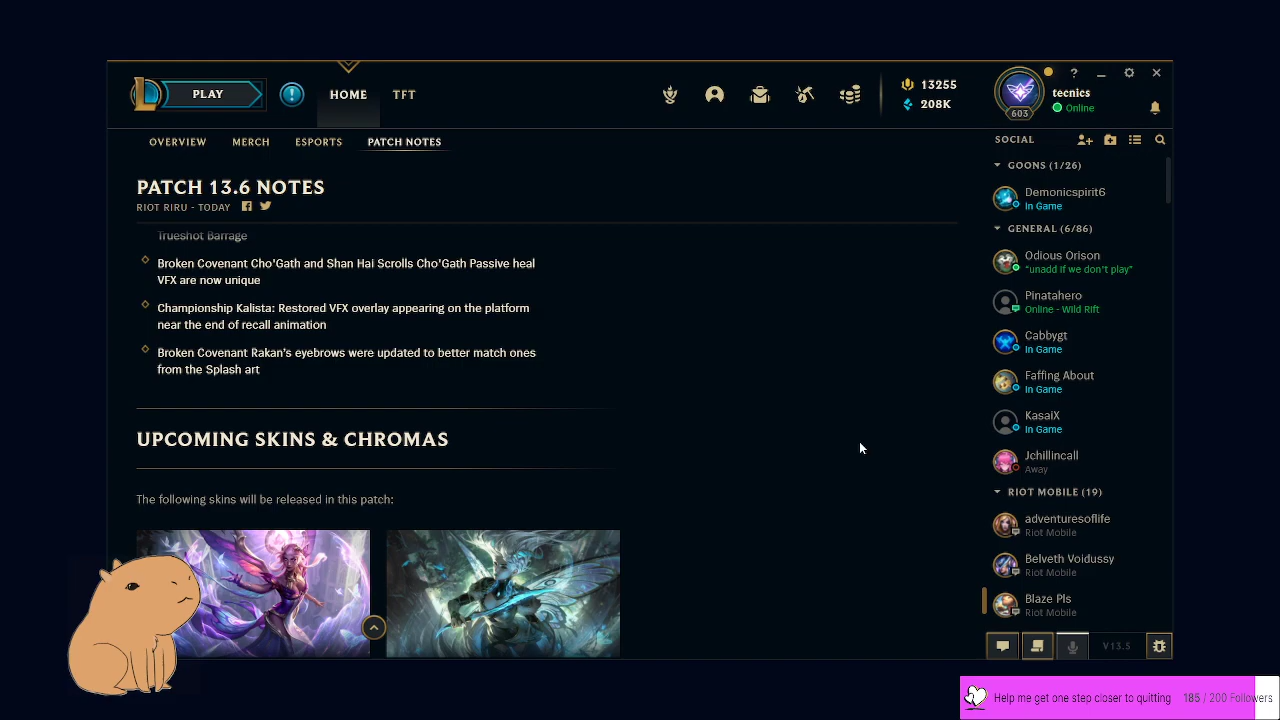 PLAY
HOME
TFT
13255
208K
603
tecnics
Online
OVERVIEW
MERCH
ESPORTS
PATCH NOTES
PATCH 13.6 NOTES
RIOT RIRU - TODAY
Trueshot Barrage
Broken Covenant Cho'Gath and Shan Hai Scrolls Cho'Gath Passive heal
VFX are now unique
Championship Kalista: Restored VFX overlay appearing on the platform
near the end of recall animation
Broken Covenant Rakan's eyebrows were updated to better match ones
from the Splash art
UPCOMING SKINS & CHROMAS
The following skins will be released in this patch:
SOCIAL
GOONS (1/26)
Demonicspirit6
In Game
GENERAL (6/86)
Odious Orison
"unadd if we don't play"
Pinatahero
Online - Wild Rift
Cabbygt
In Game
Faffing About
In Game
KasaiX
In Game
Jchillincall
Away
RIOT MOBILE (19)
adventuresoflife
Riot Mobile
Belveth Voidussy
Riot Mobile
Blaze Pls
Riot Mobile
V13.5
Help me get one step closer to quitting 185 / 200 Followers